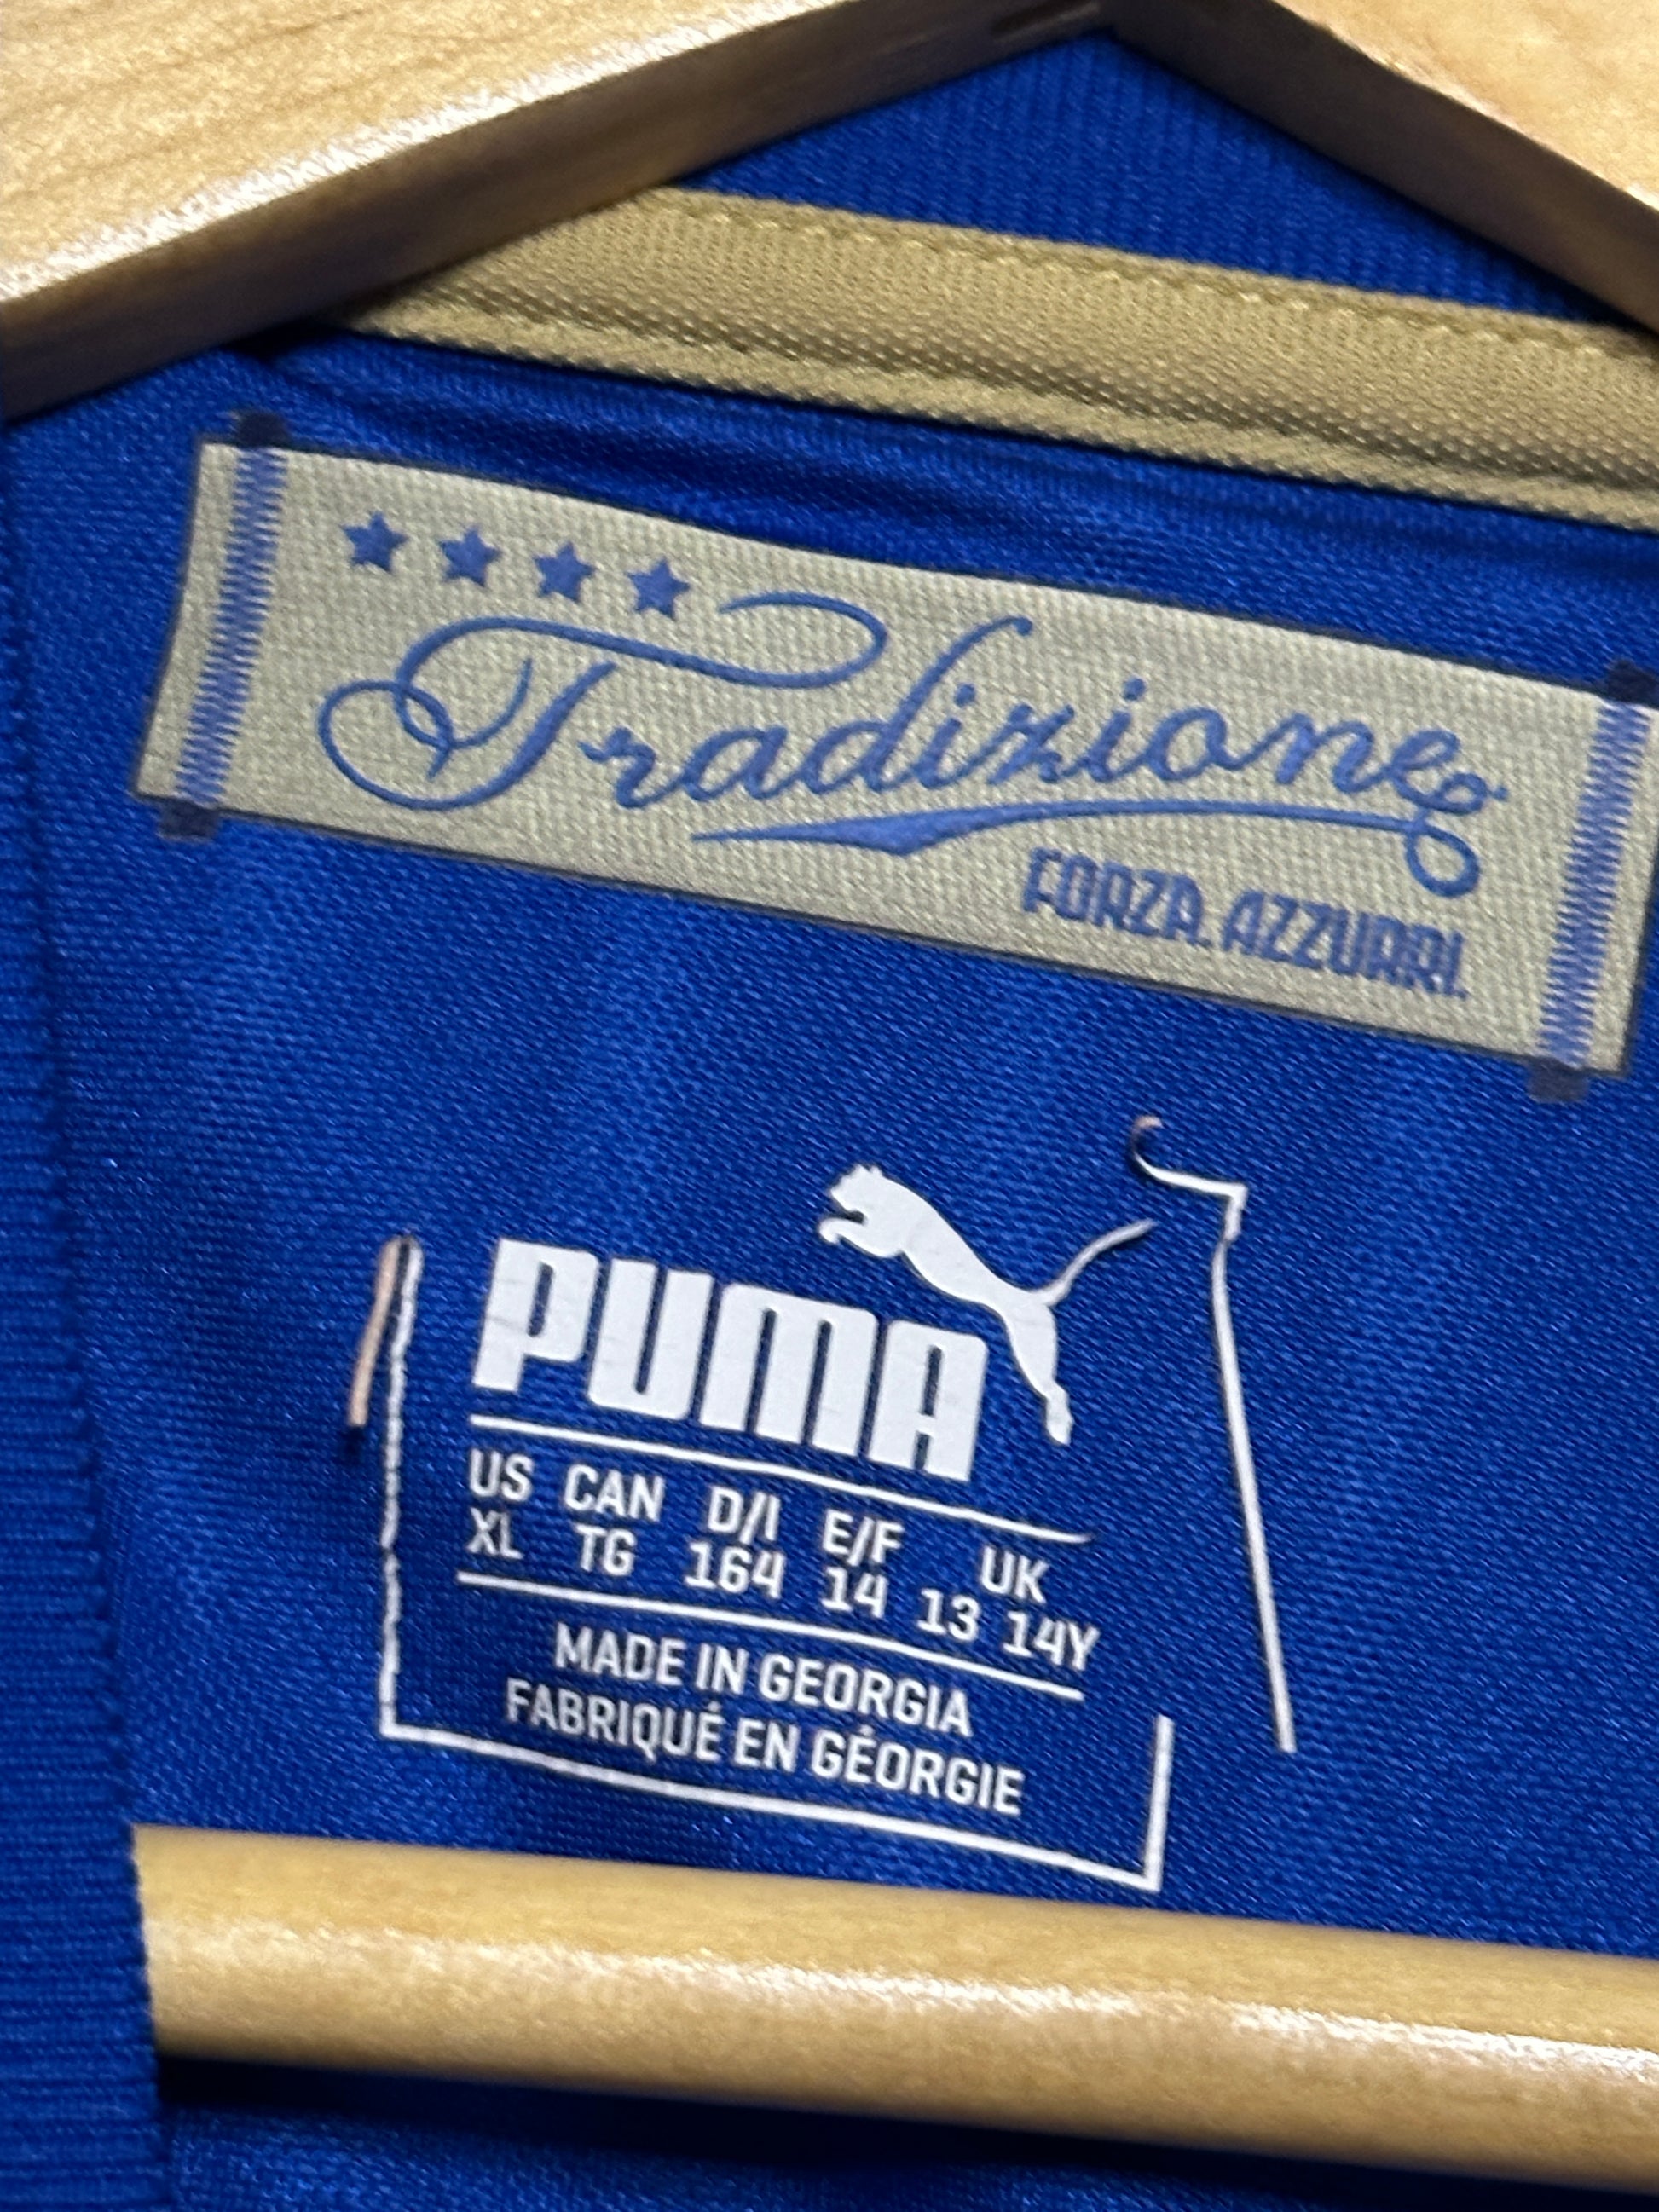 Tradizione
FORZA. AZZURRI.
PUMA
US CAN D/I E/F UK
XL TG 164 14 13 14Y
MADE IN GEORGIA
FABRIQUÉ EN GÉORGIE